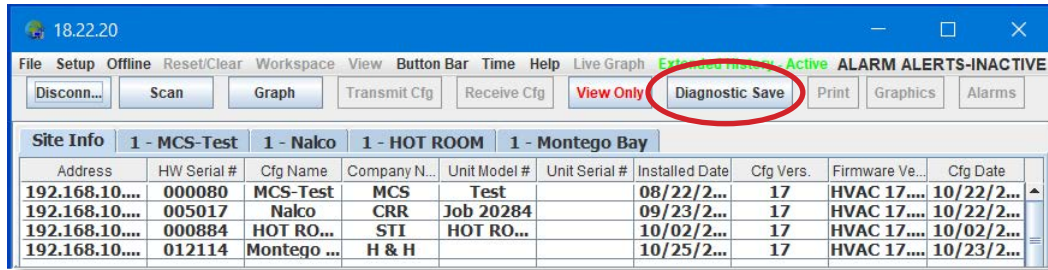 18.22.20
File Setup Offline Reset/Clear Workspace View Button Bar Time Help Live Graph Extended History - Active ALARM ALERTS-INACTIVE
Disconn... Scan Graph Transmit Cfg Receive Cfg View Only Diagnostic Save Print Graphics Alarms
Site Info 1 - MCS-Test 1 - Nalco 1 - HOT ROOM 1 - Montego Bay
Address HW Serial # Cfg Name Company N... Unit Model # Unit Serial # Installed Date Cfg Vers. Firmware Ve... Cfg Date
192.168.10.... 000080 MCS-Test MCS Test 08/22/2... 17 HVAC 17.... 10/22/2...
192.168.10.... 005017 Nalco CRR Job 20284 09/23/2... 17 HVAC 17.... 10/22/2...
192.168.10.... 000884 HOT RO... STI HOT RO... 10/02/2... 17 HVAC 17.... 10/02/2...
192.168.10.... 012114 Montego ... H & H 10/25/2... 17 HVAC 17.... 10/23/2...